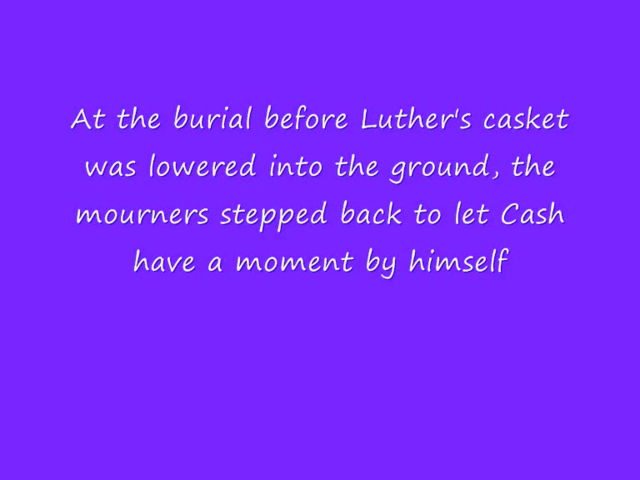 At the burial before Luther's casket
was lowered into the ground, the
mourners stepped back to let Cash
have a moment by himself